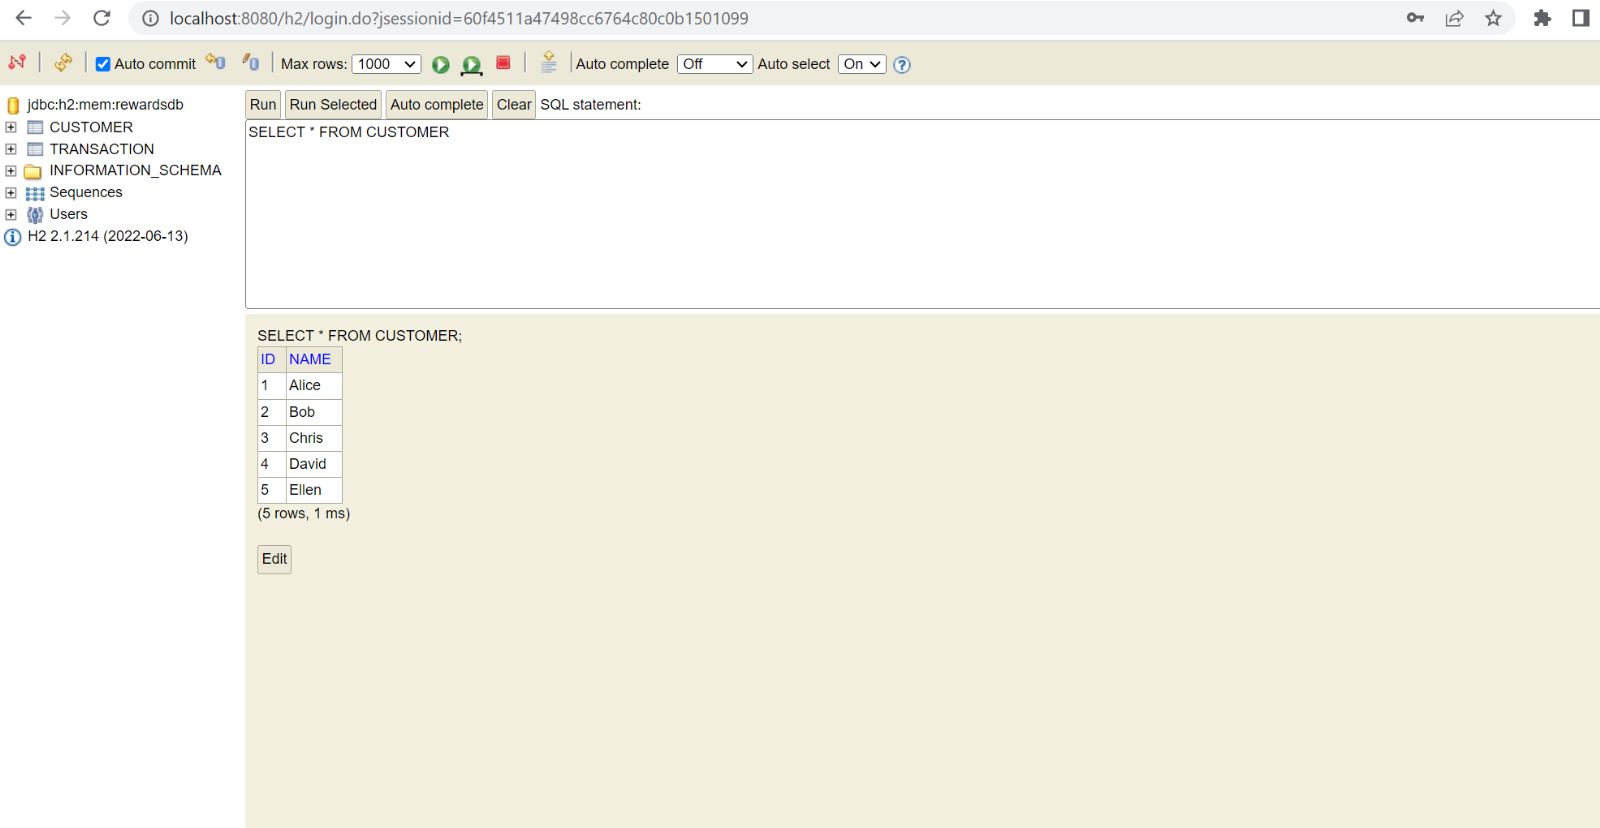 localhost:8080/h2/login.do?jsessionid=60f4511a47498cc6764c80c0b1501099
Auto commit Max rows: 1000 Auto complete Off Auto select On ?
jdbc:h2:mem:rewardsdb
CUSTOMER
TRANSACTION
INFORMATION_SCHEMA
Sequences
Users
H2 2.1.214 (2022-06-13)
Run Run Selected Auto complete Clear SQL statement:
SELECT * FROM CUSTOMER
SELECT * FROM CUSTOMER;
ID NAME
1 Alice
2 Bob
3 Chris
4 David
5 Ellen
(5 rows, 1 ms)
Edit